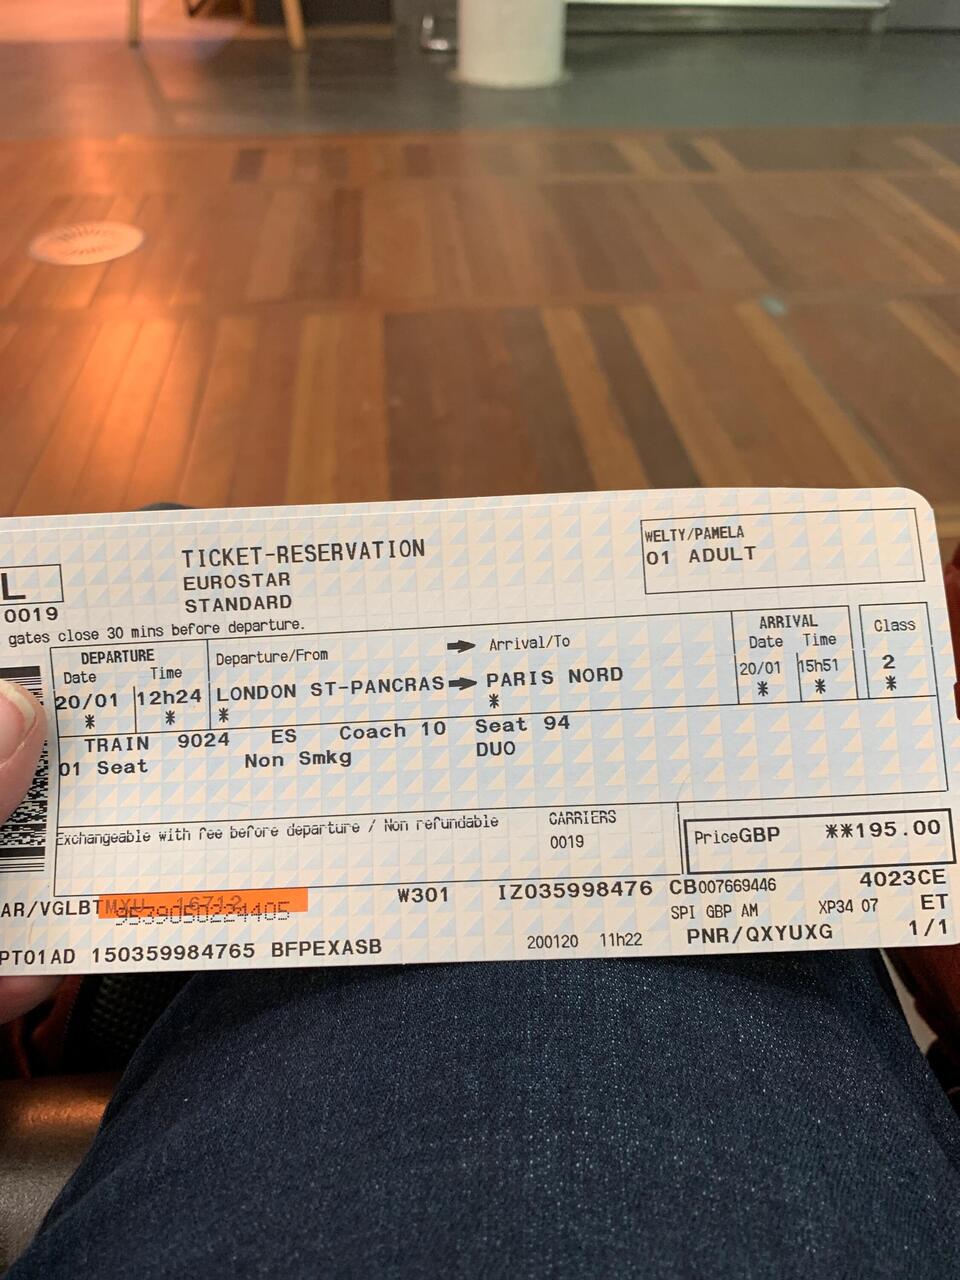 TICKET-RESERVATION
EUROSTAR
STANDARD
WELTY/PAMELA
01 ADULT
L
0019
gates close 30 mins before departure.
DEPARTURE
Date Time
Departure/From
Arrival/To
ARRIVAL
Date Time
Class
20/01 12h24 LONDON ST-PANCRAS PARIS NORD 20/01 15h51 2
* * * * * * *
TRAIN 9024 ES Coach 10 Seat 94
01 Seat Non Smkg DUO
Exchangeable with fee before departure / Non refundable
CARRIERS
0019
PriceGBP **195.00
AR/VGLBT W301 IZ035998476 CB007669446 4023CE
SPI GBP AM XP34 07 ET
PT01AD 150359984765 BFPEXASB 200120 11h22 PNR/QXYUXG 1/1